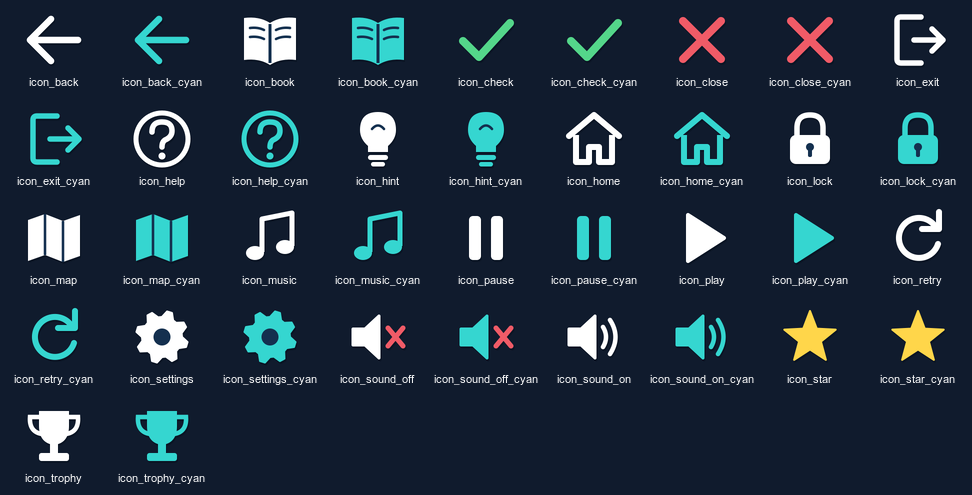 icon_back icon_back_cyan icon_book icon_book_cyan icon_check icon_check_cyan icon_close icon_close_cyan icon_exit
icon_exit_cyan icon_help icon_help_cyan icon_hint icon_hint_cyan icon_home icon_home_cyan icon_lock icon_lock_cyan
icon_map icon_map_cyan icon_music icon_music_cyan icon_pause icon_pause_cyan icon_play icon_play_cyan icon_retry
icon_retry_cyan icon_settings icon_settings_cyan icon_sound_off icon_sound_off_cyan icon_sound_on icon_sound_on_cyan icon_star icon_star_cyan
icon_trophy icon_trophy_cyan